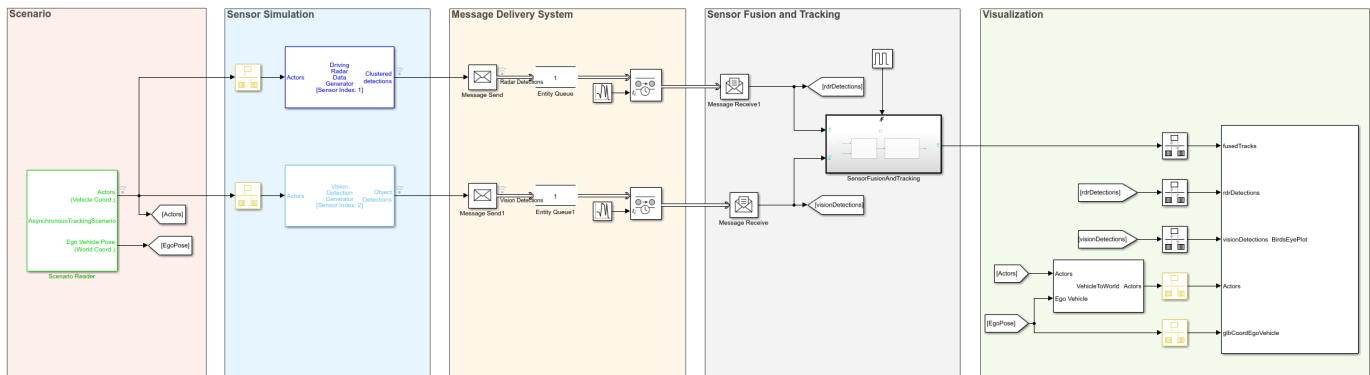 Scenario
Sensor Simulation
Message Delivery System
Sensor Fusion and Tracking
Visualization
Actors
(Vehicle Coord.)
AsynchronousTrackingScenario
Ego Vehicle Pose
(World Coord.)
Scenario Reader
[Actors]
[EgoPose]
Actors
Driving
Radar
Data
Generator
[Sensor Index: 1]
Clustered
detections
Actors
Vision
Detection
Generator
[Sensor Index: 2]
Object
Detections
Message Send
Radar Detections
1
Entity Queue
Message Send1
Vision Detections
1
Entity Queue1
Message Receive1
[rdrDetections]
1
2
1
SensorFusionAndTracking
Message Receive
[visionDetections]
fusedTracks
[rdrDetections]
rdrDetections
[visionDetections]
visionDetections BirdsEyePlot
[Actors]
Actors
VehicleToWorld Actors
Ego Vehicle
Actors
[EgoPose]
glbCoordEgoVehicle